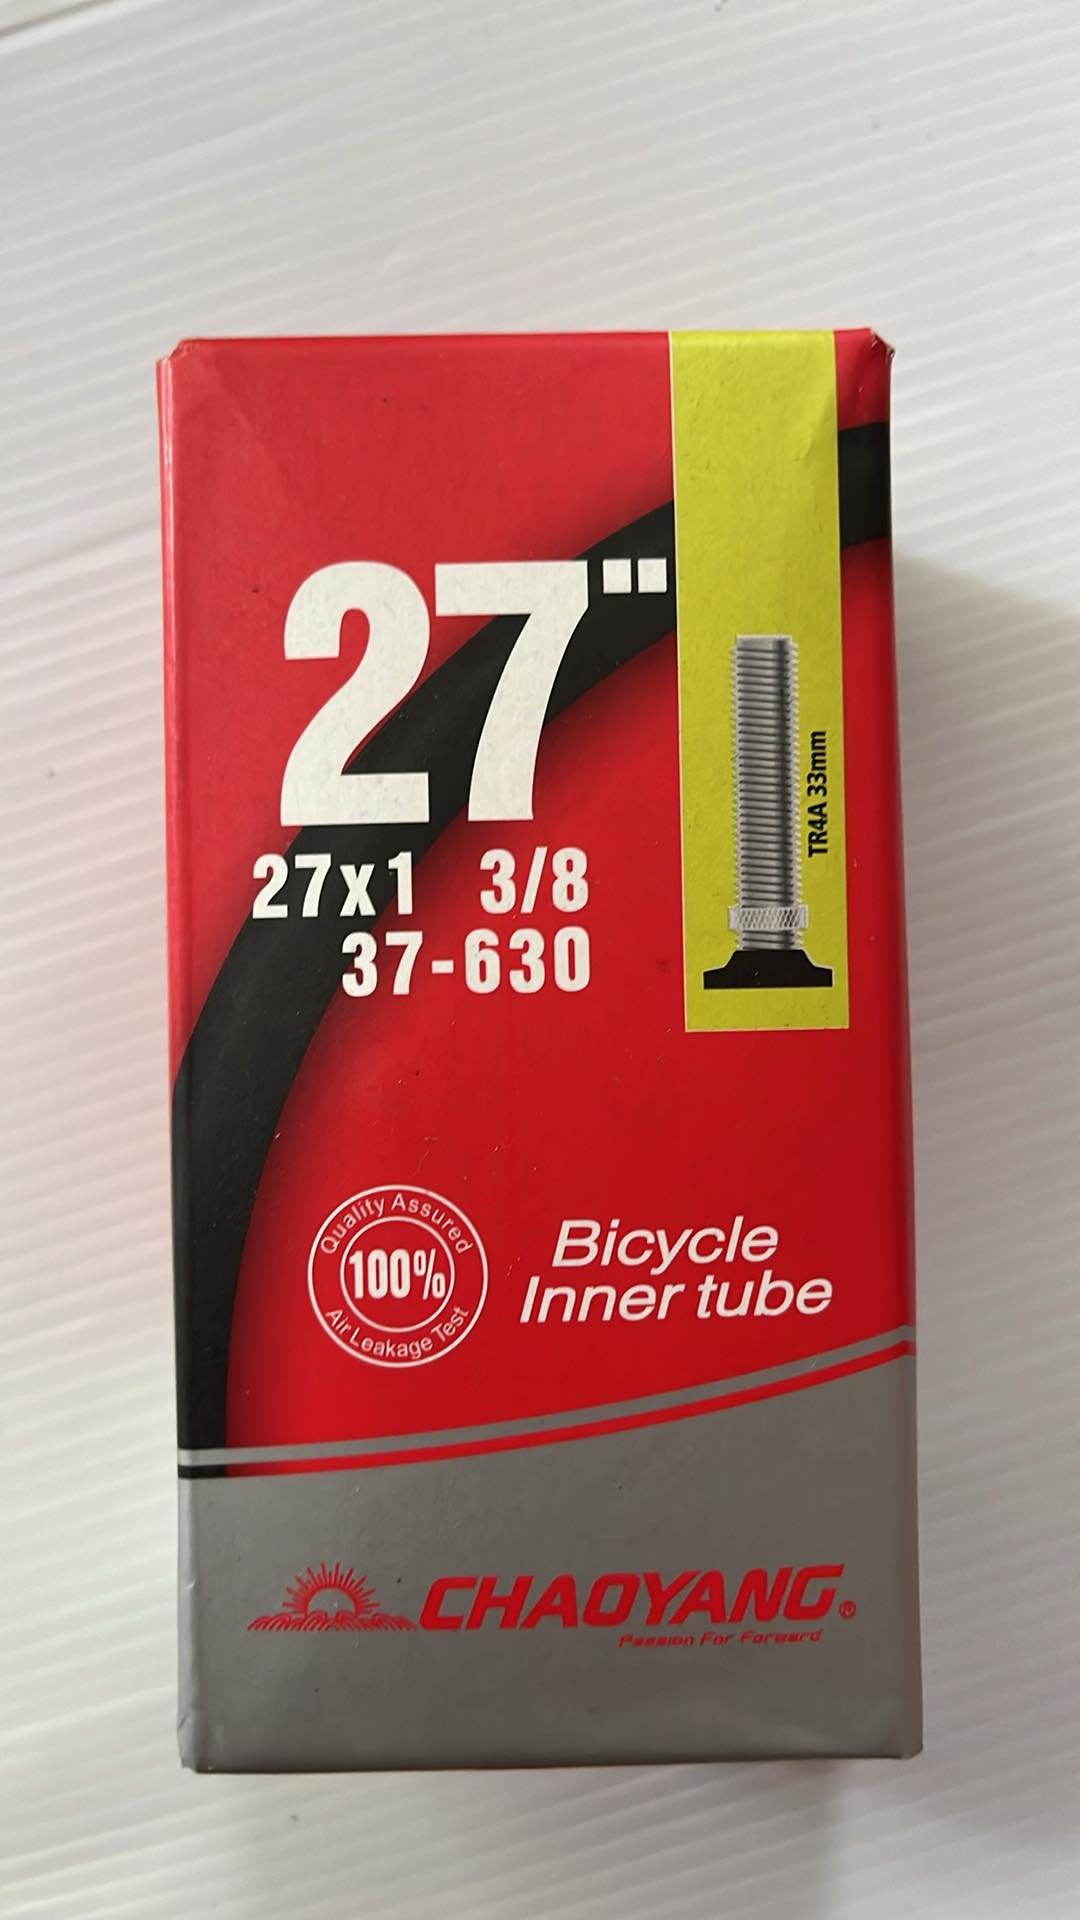 27"
27x1 3/8
37-630
TR4A 33mm
Quality Assured
100%
Air Leakage Test
Bicycle
Inner tube
CHAOYANG®
Passion For Forward